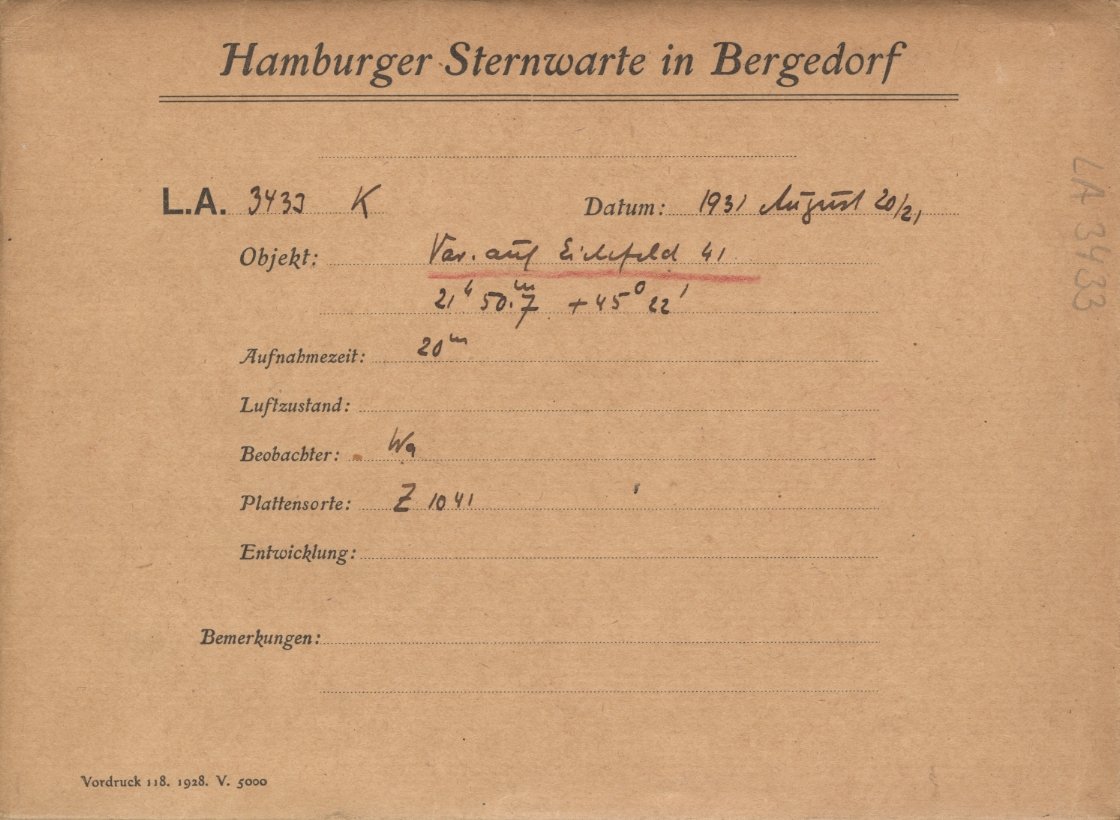 Hamburger Sternwarte in Bergedorf
L.A. 3433 K Datum: 1931 August 20/21
Objekt: Var. auf Eichfeld 41
21h 50.m7 +45° 22'
Aufnahmezeit: 20m
Luftzustand:
Beobachter: Wa
Plattensorte: Z 1041
Entwicklung:
Bemerkungen:
Vordruck 118. 1928. V. 5000
LA 3433